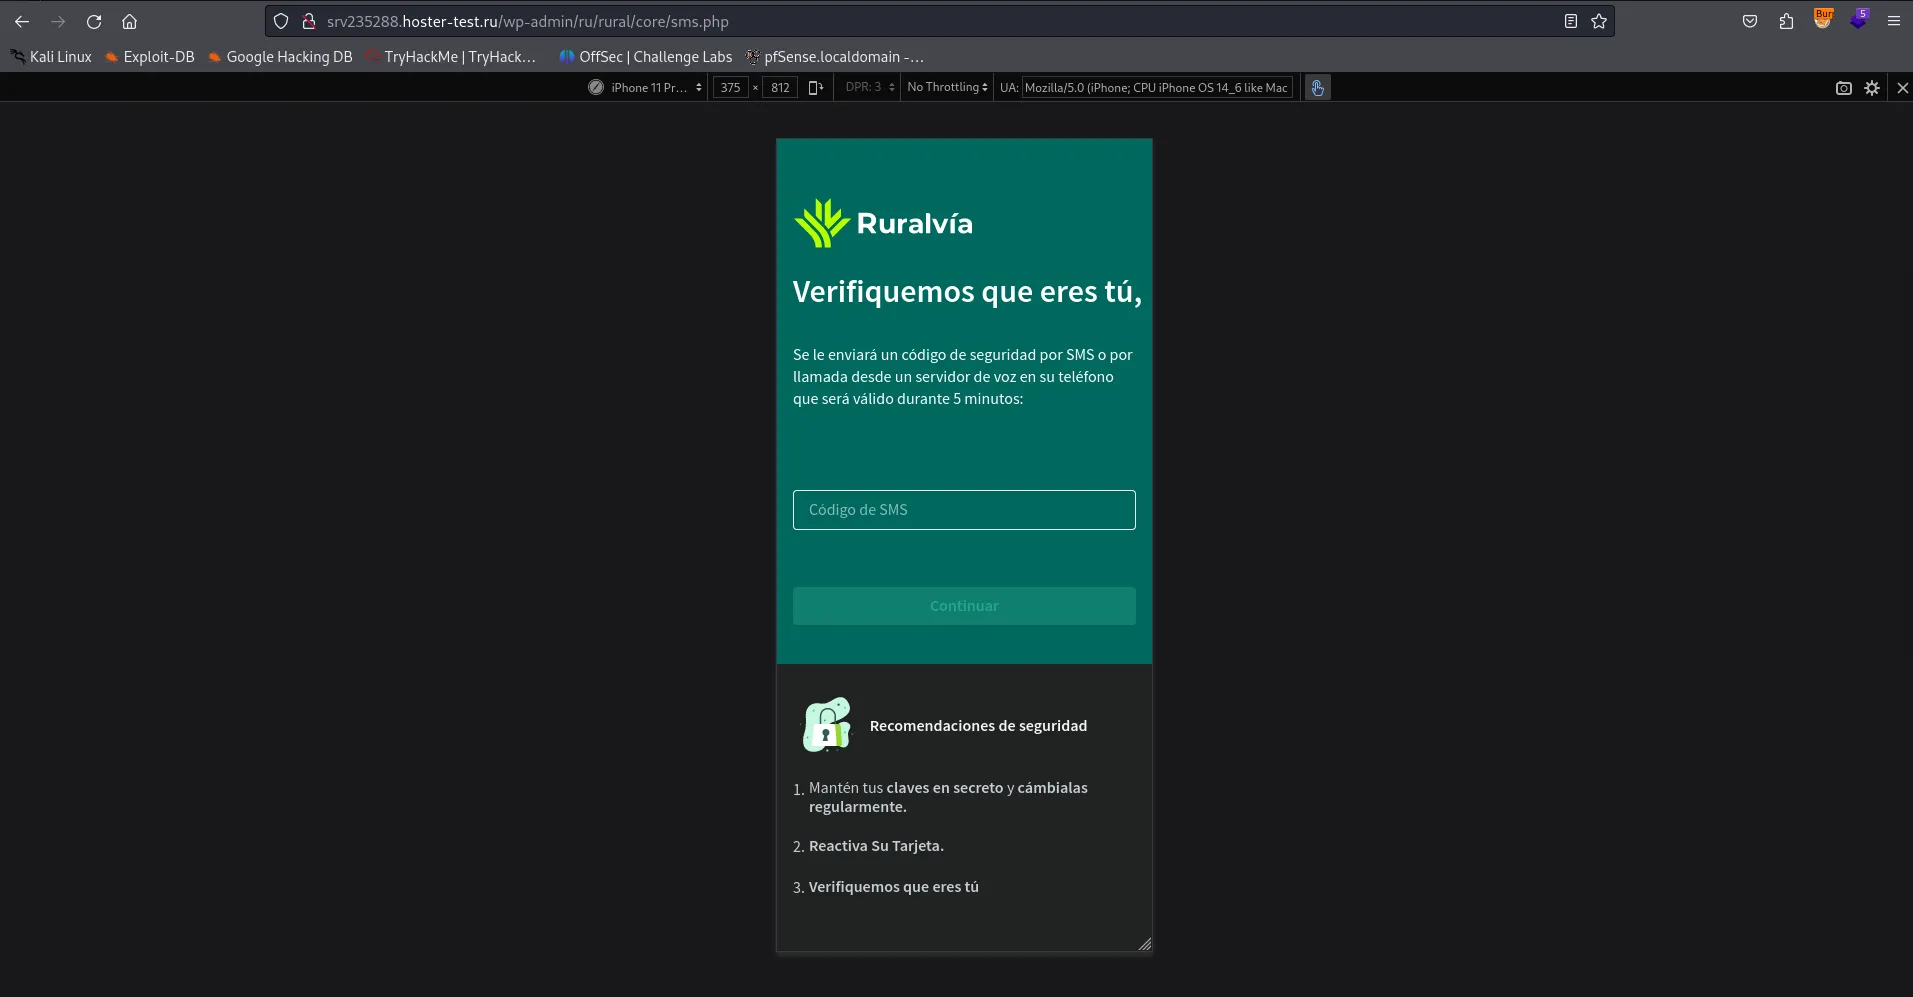 srv235288.hoster-test.ru/wp-admin/ru/rural/core/sms.php
Bur
5
Kali Linux
Exploit-DB
Google Hacking DB
TryHackMe | TryHack…
OffSec | Challenge Labs
pfSense.localdomain -…
iPhone 11 Pr…
375 × 812
DPR: 3
No Throttling
UA: Mozilla/5.0 (iPhone; CPU iPhone OS 14_6 like Mac
Ruralvía
Verifiquemos que eres tú,
Se le enviará un código de seguridad por SMS o por
llamada desde un servidor de voz en su teléfono
que será válido durante 5 minutos:
Código de SMS
Continuar
Recomendaciones de seguridad
1. Mantén tus claves en secreto y cámbialas
regularmente.
2. Reactiva Su Tarjeta.
3. Verifiquemos que eres tú